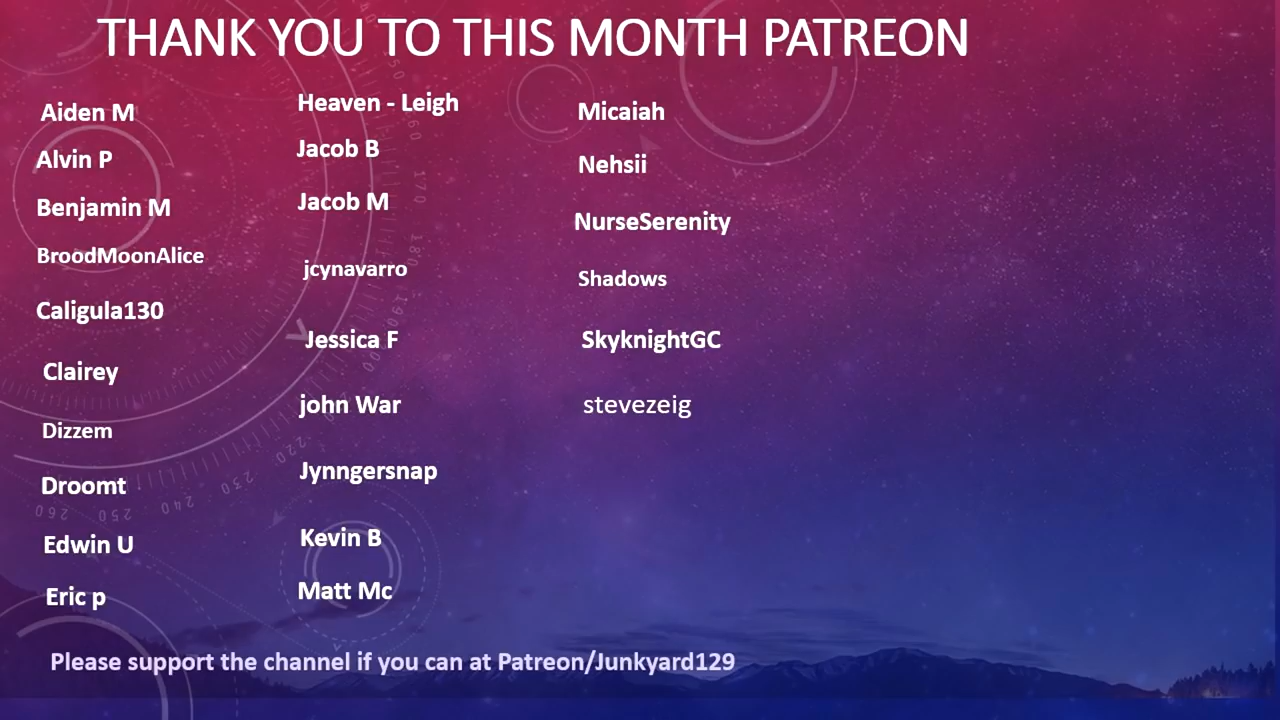 THANK YOU TO THIS MONTH PATREON
Aiden M
Alvin P
Benjamin M
BroodMoonAlice
Caligula130
Clairey
Dizzem
Droomt
Edwin U
Eric p
Heaven - Leigh
Jacob B
Jacob M
jcynavarro
Jessica F
john War
Jynngersnap
Kevin B
Matt Mc
Micaiah
Nehsii
NurseSerenity
Shadows
SkyknightGC
stevezeig
Please support the channel if you can at Patreon/Junkyard129